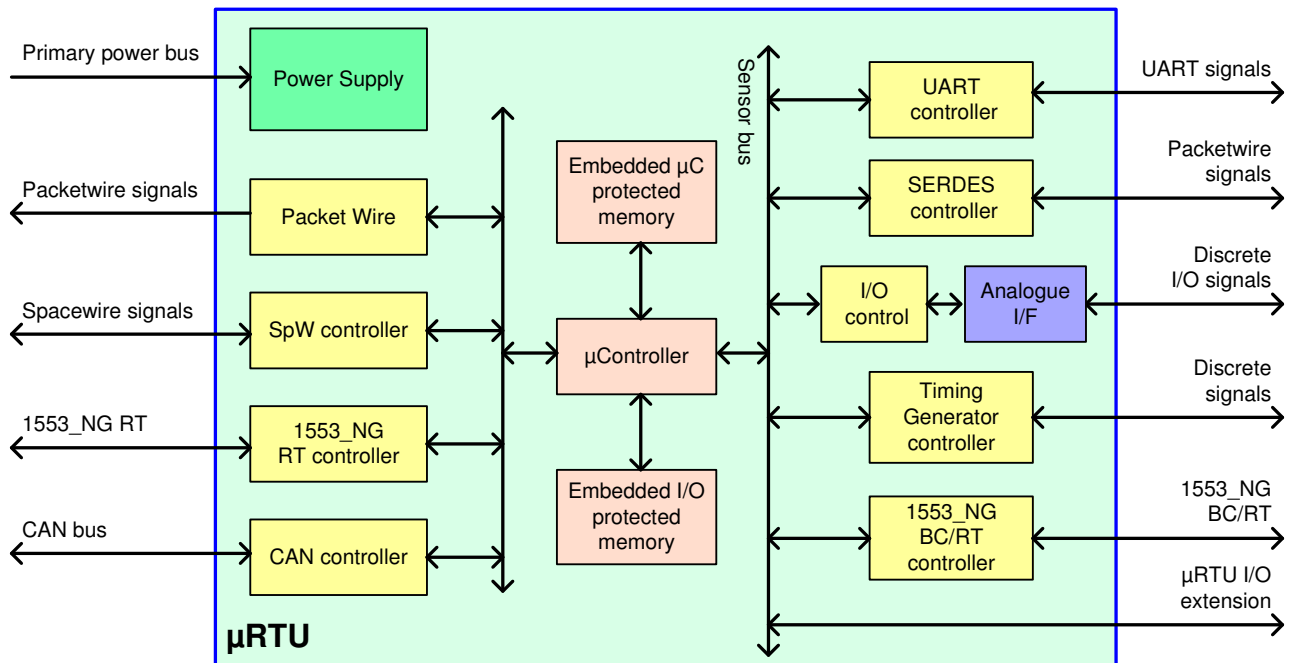 Primary power bus
Power Supply
Packetwire signals
Packet Wire
Spacewire signals
SpW controller
1553_NG RT
1553_NG
RT controller
CAN bus
CAN controller
µRTU
Embedded µC
protected
memory
µController
Embedded I/O
protected
memory
Sensor bus
UART
controller
UART signals
SERDES
controller
Packetwire
signals
I/O
control
Analogue
I/F
Discrete
I/O signals
Timing
Generator
controller
Discrete
signals
1553_NG
BC/RT
controller
1553_NG
BC/RT
µRTU I/O
extension